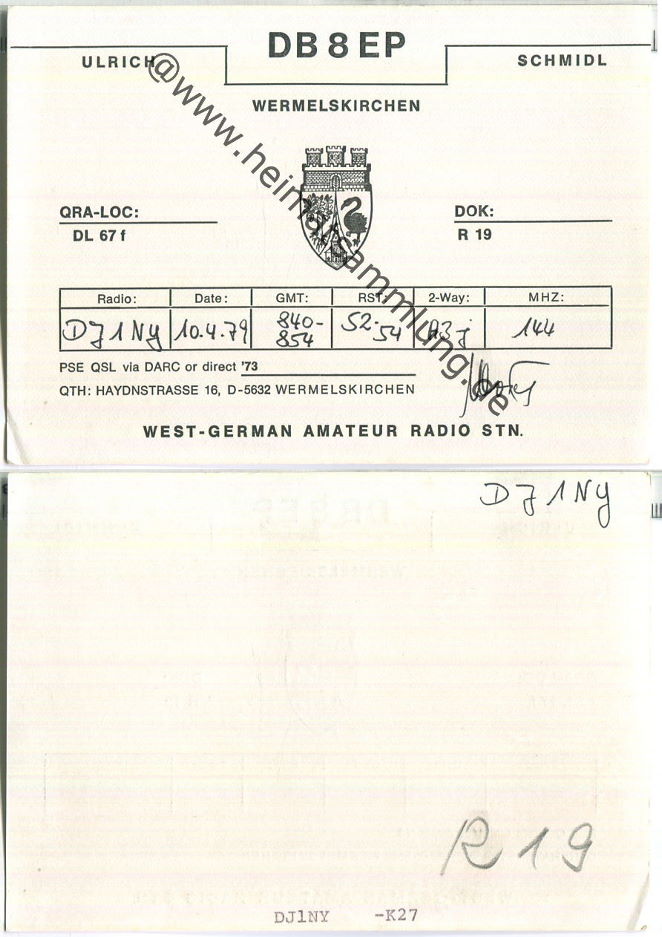 DB 8 EP
ULRICH
SCHMIDL
WERMELSKIRCHEN
QRA-LOC:
DL 67 f
DOK:
R 19
Radio: Date: GMT: RST: 2-Way: MHZ:
DJ1NY 10.4.79 840-854 52-54 A3j 144
PSE QSL via DARC or direct '73
QTH: HAYDNSTRASSE 16, D-5632 WERMELSKIRCHEN
WEST-GERMAN AMATEUR RADIO STN.
@www.heimatsammlung.de
DJ1NY
R 19
DJ1NY -K27